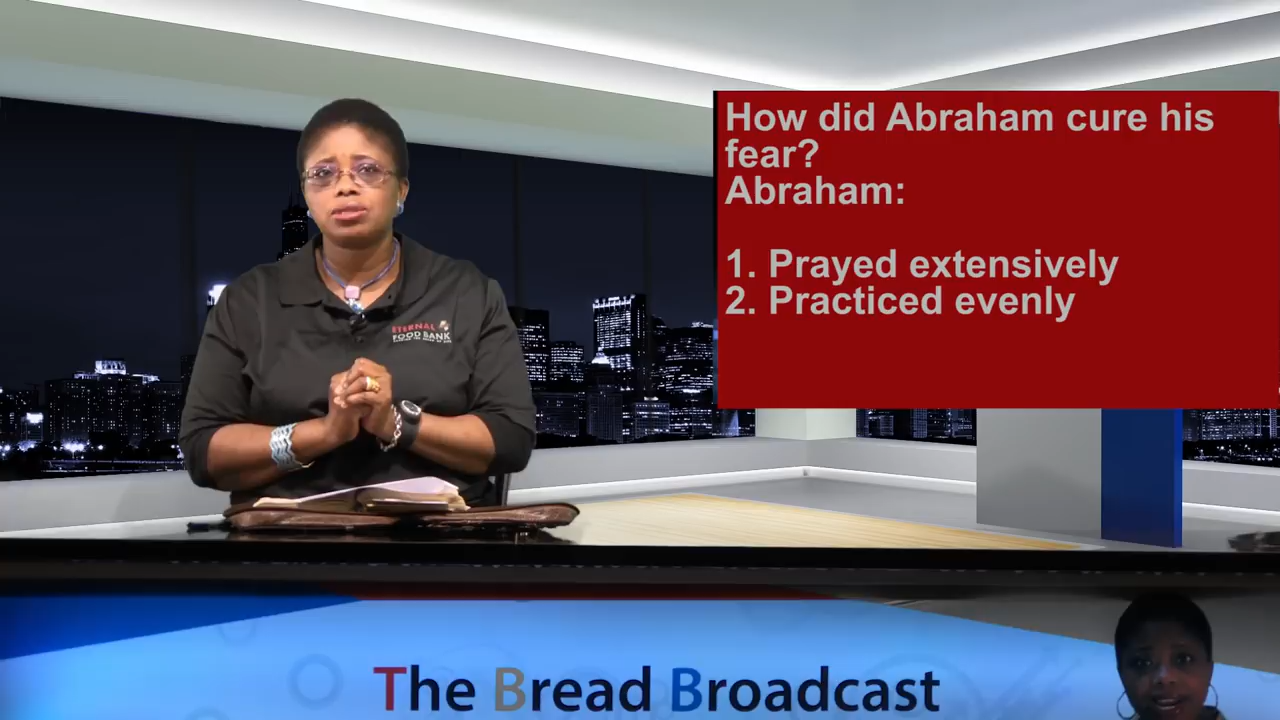 How did Abraham cure his
fear?
Abraham:
1. Prayed extensively
2. Practiced evenly
ETERNAL
FOOD BANK
The Bread Broadcast